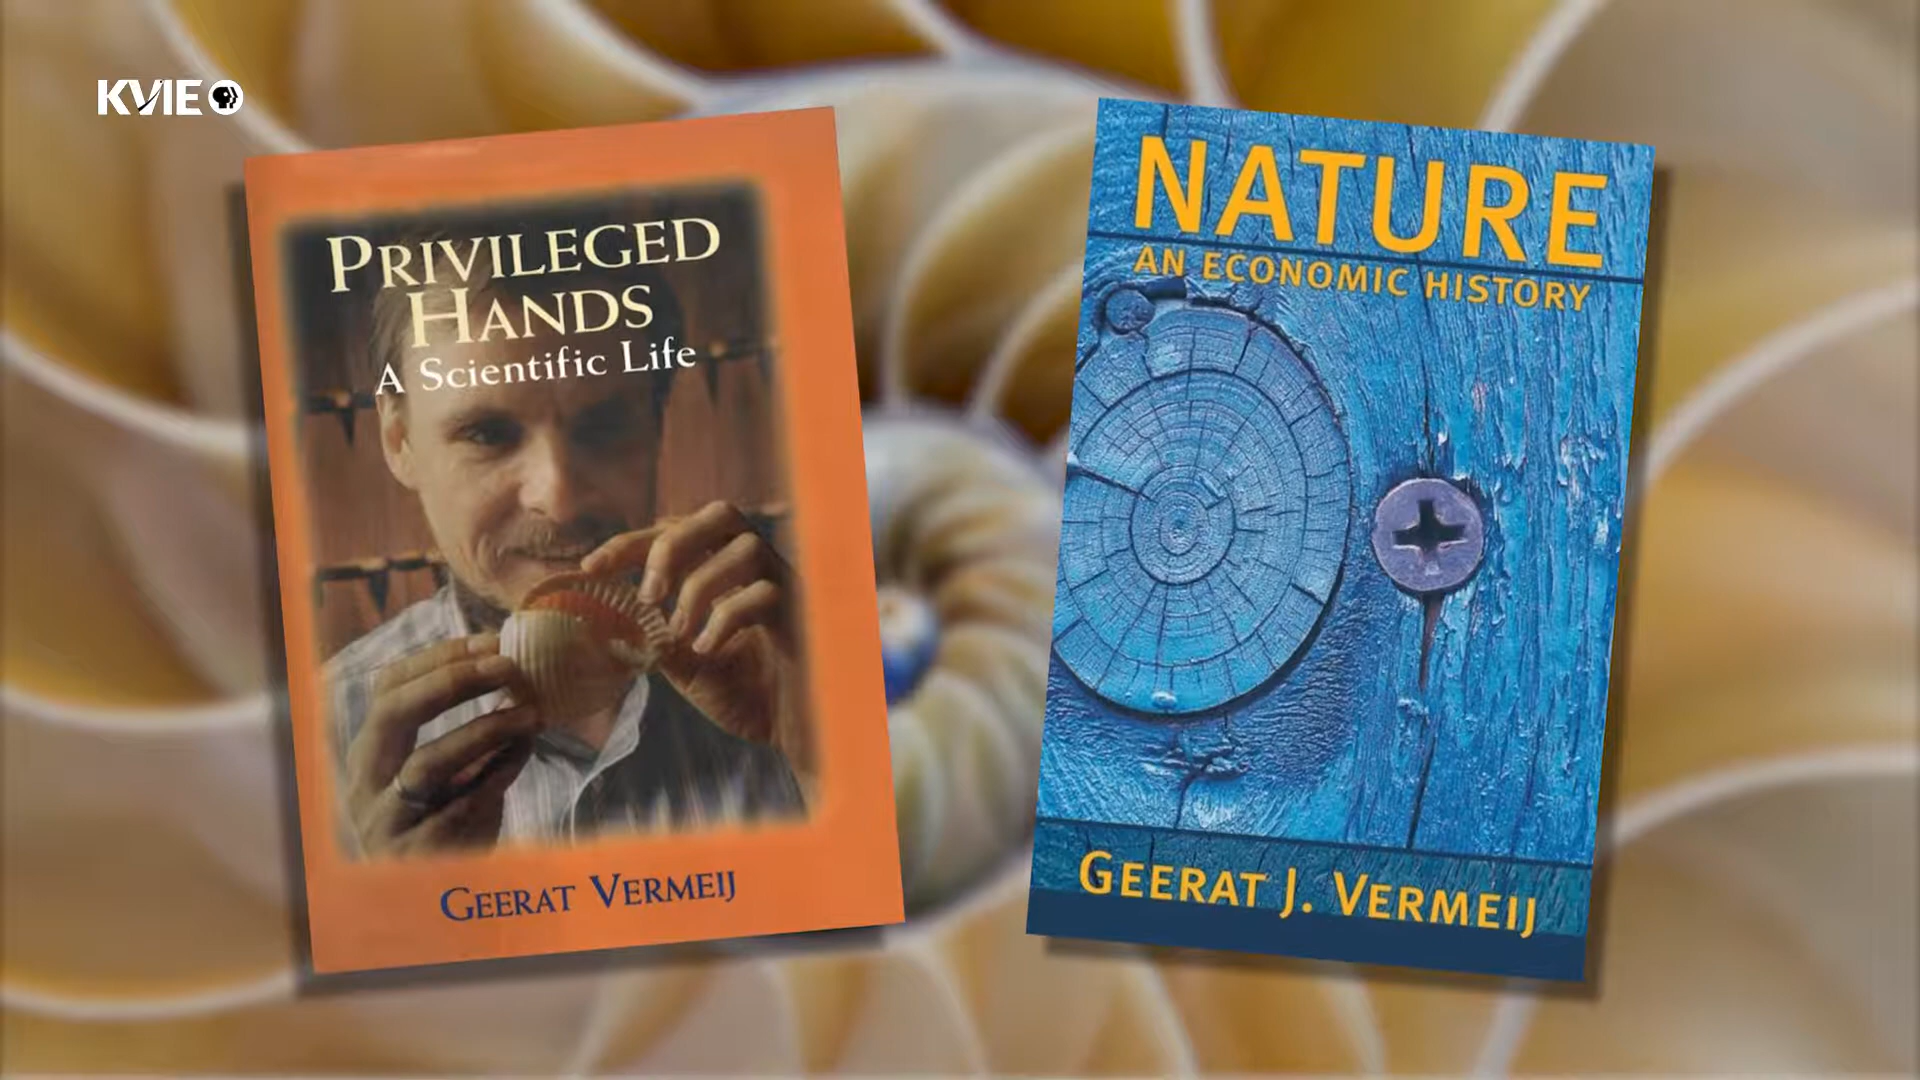 KVIE
PRIVILEGED
HANDS
A Scientific Life
GEERAT VERMEIJ
NATURE
AN ECONOMIC HISTORY
GEERAT J. VERMEIJ